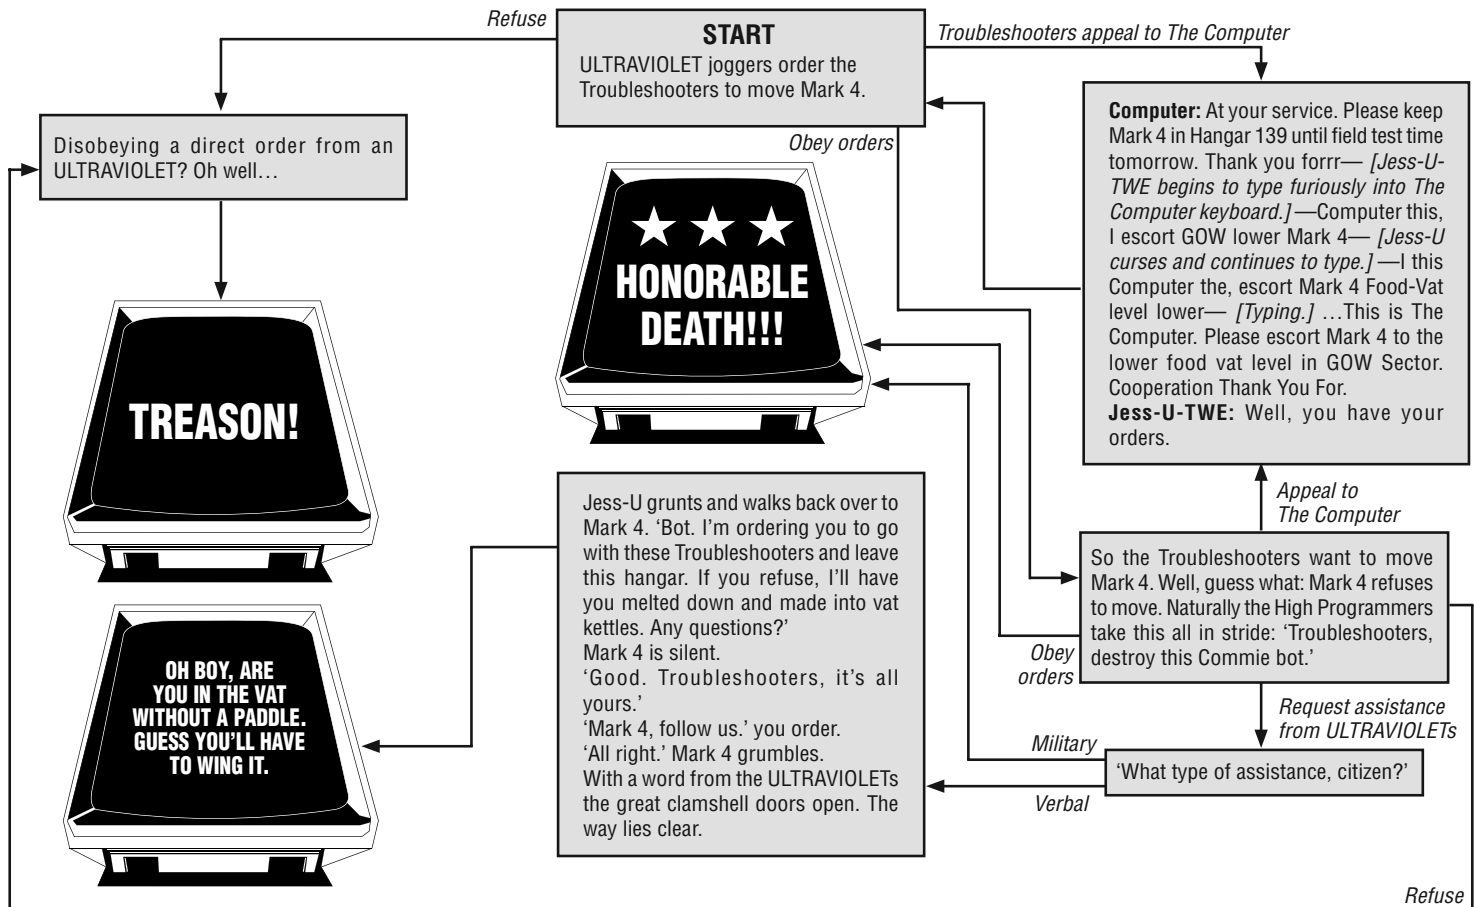 Refuse
START
ULTRAVIOLET joggers order the
Troubleshooters to move Mark 4.
Troubleshooters appeal to The Computer
Obey orders
Disobeying a direct order from an
ULTRAVIOLET? Oh well…
TREASON!
HONORABLE
DEATH!!!
Computer: At your service. Please keep
Mark 4 in Hangar 139 until field test time
tomorrow. Thank you forrr— [Jess-U-
TWE begins to type furiously into The
Computer keyboard.] —Computer this,
I escort GOW lower Mark 4— [Jess-U
curses and continues to type.] —I this
Computer the, escort Mark 4 Food-Vat
level lower— [Typing.] …This is The
Computer. Please escort Mark 4 to the
lower food vat level in GOW Sector.
Cooperation Thank You For.
Jess-U-TWE: Well, you have your
orders.
Appeal to
The Computer
So the Troubleshooters want to move
Mark 4. Well, guess what: Mark 4 refuses
to move. Naturally the High Programmers
take this all in stride: ‘Troubleshooters,
destroy this Commie bot.’
Obey
orders
Request assistance
from ULTRAVIOLETs
‘What type of assistance, citizen?’
Military
Verbal
Jess-U grunts and walks back over to
Mark 4. ‘Bot. I’m ordering you to go
with these Troubleshooters and leave
this hangar. If you refuse, I’ll have
you melted down and made into vat
kettles. Any questions?’
Mark 4 is silent.
‘Good. Troubleshooters, it’s all
yours.’
‘Mark 4, follow us.’ you order.
‘All right.’ Mark 4 grumbles.
With a word from the ULTRAVIOLETs
the great clamshell doors open. The
way lies clear.
OH BOY, ARE
YOU IN THE VAT
WITHOUT A PADDLE.
GUESS YOU’LL HAVE
TO WING IT.
Refuse